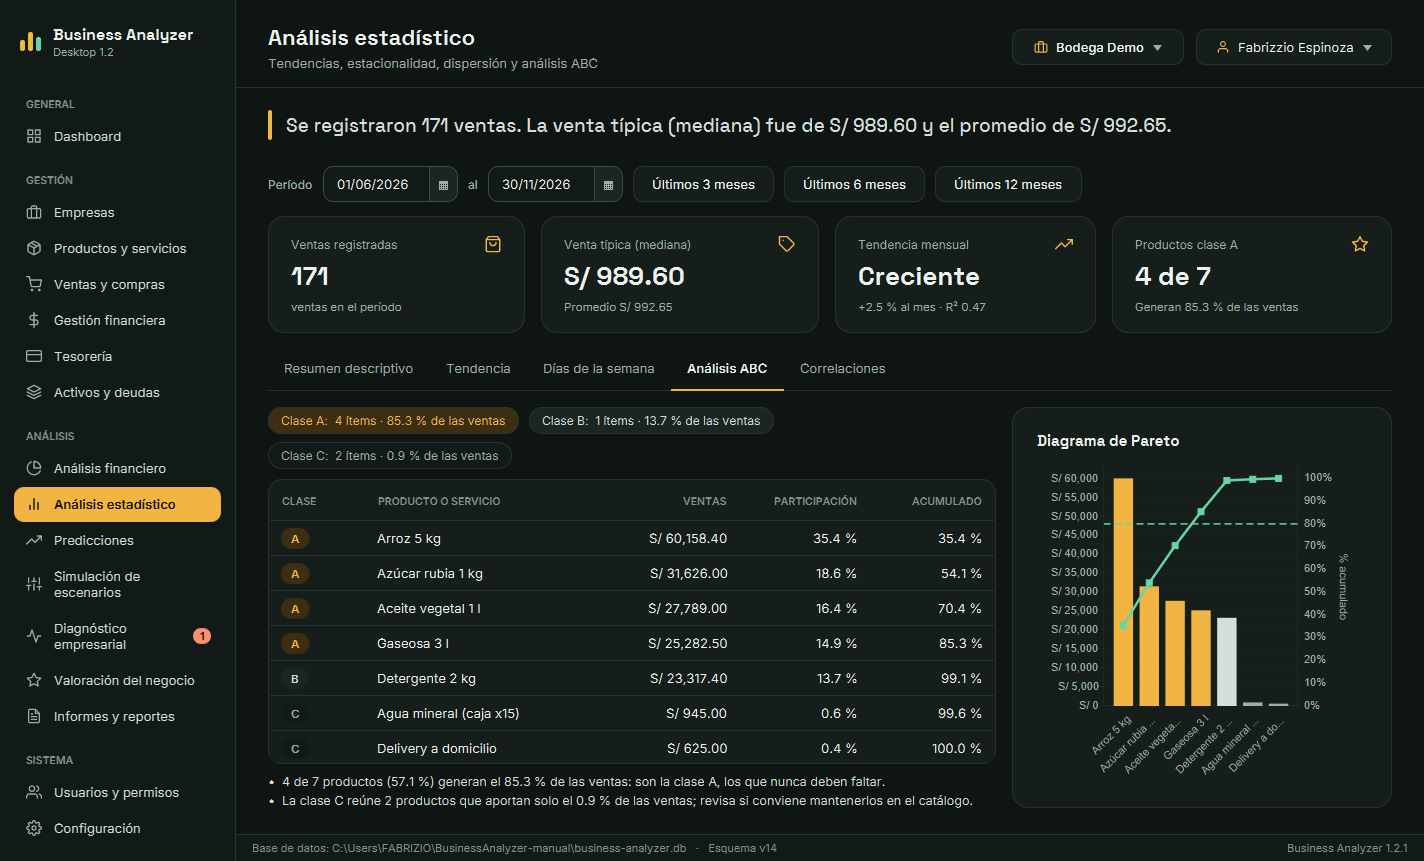 Business Analyzer
Desktop 1.2
GENERAL
Dashboard
GESTIÓN
Empresas
Productos y servicios
Ventas y compras
Gestión financiera
Tesorería
Activos y deudas
ANÁLISIS
Análisis financiero
Análisis estadístico
Predicciones
Simulación de
escenarios
Diagnóstico
empresarial
1
Valoración del negocio
Informes y reportes
SISTEMA
Usuarios y permisos
Configuración
Análisis estadístico
Tendencias, estacionalidad, dispersión y análisis ABC
Bodega Demo
Fabrizzio Espinoza
Se registraron 171 ventas. La venta típica (mediana) fue de S/ 989.60 y el promedio de S/ 992.65.
Período 01/06/2026 al 30/11/2026 Últimos 3 meses Últimos 6 meses Últimos 12 meses
Ventas registradas
171
ventas en el período
Venta típica (mediana)
S/ 989.60
Promedio S/ 992.65
Tendencia mensual
Creciente
+2.5 % al mes · R² 0.47
Productos clase A
4 de 7
Generan 85.3 % de las ventas
Resumen descriptivo Tendencia Días de la semana Análisis ABC Correlaciones
Clase A: 4 ítems · 85.3 % de las ventas
Clase B: 1 ítems · 13.7 % de las ventas
Clase C: 2 ítems · 0.9 % de las ventas
CLASE PRODUCTO O SERVICIO VENTAS PARTICIPACIÓN ACUMULADO
A Arroz 5 kg S/ 60,158.40 35.4 % 35.4 %
A Azúcar rubia 1 kg S/ 31,626.00 18.6 % 54.1 %
A Aceite vegetal 1 l S/ 27,789.00 16.4 % 70.4 %
A Gaseosa 3 l S/ 25,282.50 14.9 % 85.3 %
B Detergente 2 kg S/ 23,317.40 13.7 % 99.1 %
C Agua mineral (caja x15) S/ 945.00 0.6 % 99.6 %
C Delivery a domicilio S/ 625.00 0.4 % 100.0 %
• 4 de 7 productos (57.1 %) generan el 85.3 % de las ventas: son la clase A, los que nunca deben faltar.
• La clase C reúne 2 productos que aportan solo el 0.9 % de las ventas; revisa si conviene mantenerlos en el catálogo.
Diagrama de Pareto
S/ 60,000
S/ 55,000
S/ 50,000
S/ 45,000
S/ 40,000
S/ 35,000
S/ 30,000
S/ 25,000
S/ 20,000
S/ 15,000
S/ 10,000
S/ 5,000
S/ 0
100%
90%
80%
70%
60%
50%
40%
30%
20%
10%
0%
% acumulado
Arroz 5 kg
Azúcar rubia ...
Aceite vegeta...
Gaseosa 3 l
Detergente 2 ...
Agua mineral ...
Delivery a do...
Base de datos: C:\Users\FABRIZIO\BusinessAnalyzer-manual\business-analyzer.db · Esquema v14
Business Analyzer 1.2.1